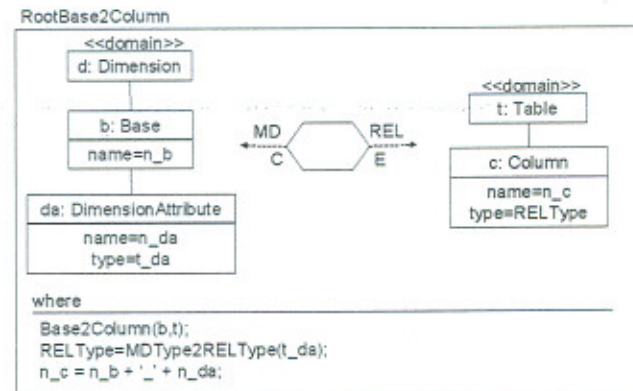 RootBase2Column
<<domain>>
d: Dimension
b: Base
name=n_b
da: DimensionAttribute
name=n_da
type=t_da
MD
REL
C
E
<<domain>>
t: Table
c: Column
name=n_c
type=RELType
where
Base2Column(b,t);
RELType=MDType2RELType(t_da);
n_c = n_b + '_' + n_da;